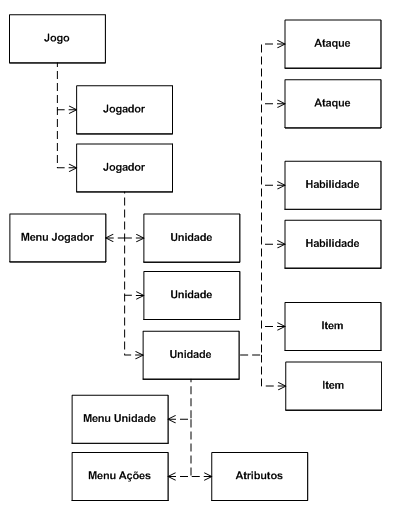 Jogo
Ataque
Ataque
Jogador
Jogador
Habilidade
Menu Jogador
Unidade
Habilidade
Unidade
Item
Unidade
Item
Menu Unidade
Menu Ações
Atributos